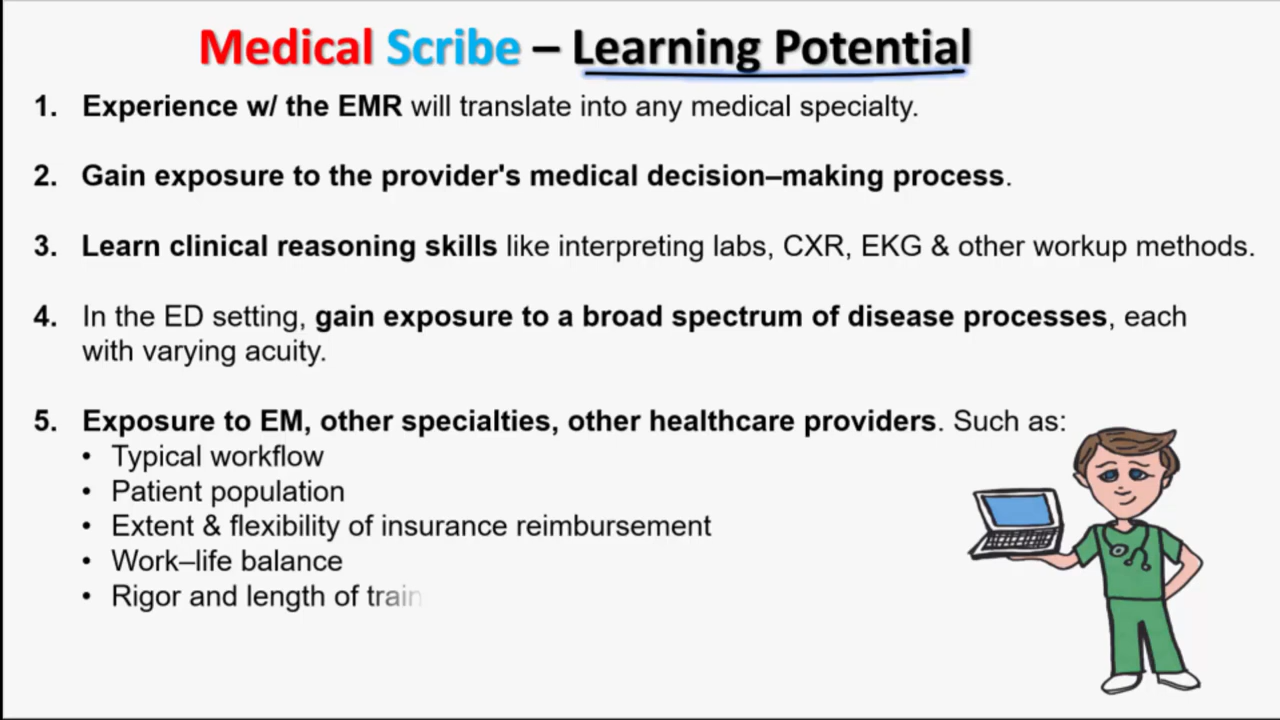 Medical Scribe – Learning Potential
1. Experience w/ the EMR will translate into any medical specialty.
2. Gain exposure to the provider's medical decision–making process.
3. Learn clinical reasoning skills like interpreting labs, CXR, EKG & other workup methods.
4. In the ED setting, gain exposure to a broad spectrum of disease processes, each
with varying acuity.
5. Exposure to EM, other specialties, other healthcare providers. Such as:
• Typical workflow
• Patient population
• Extent & flexibility of insurance reimbursement
• Work–life balance
• Rigor and length of train